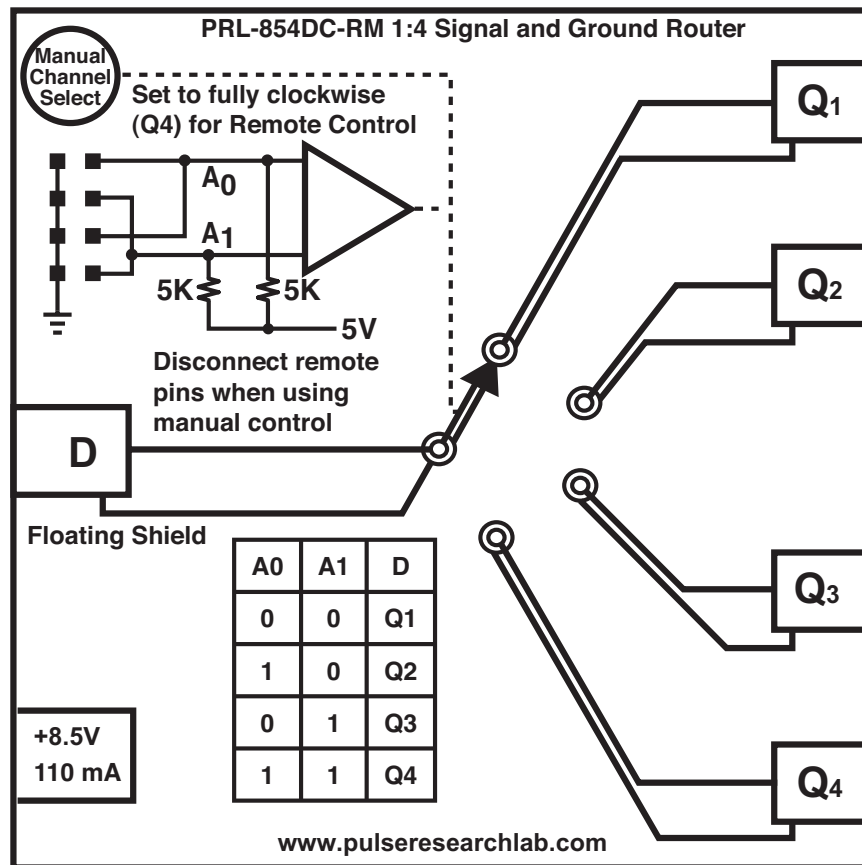 PRL-854DC-RM 1:4 Signal and Ground Router
Manual
Channel
Select
Set to fully clockwise
(Q4) for Remote Control
A0
A1
5K
5K
5V
Disconnect remote
pins when using
manual control
D
Floating Shield
A0 A1 D
0 0 Q1
1 0 Q2
0 1 Q3
1 1 Q4
+8.5V
110 mA
Q1
Q2
Q3
Q4
www.pulseresearchlab.com